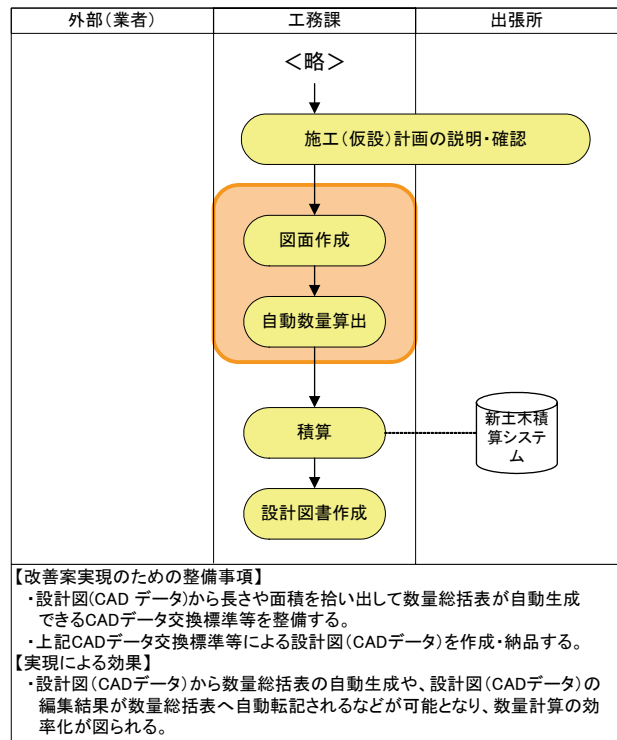 外部(業者)
工務課
出張所
＜略＞
施工(仮設)計画の説明・確認
図面作成
自動数量算出
積算
新土木積
算システ
ム
設計図書作成
【改善案実現のための整備事項】
・設計図(CAD データ)から長さや面積を拾い出して数量総括表が自動生成
できるCADデータ交換標準等を整備する。
・上記CADデータ交換標準等による設計図(CADデータ)を作成・納品する。
【実現による効果】
・設計図(CADデータ)から数量総括表の自動生成や、設計図(CADデータ)の
編集結果が数量総括表へ自動転記されるなどが可能となり、数量計算の効
率化が図られる。